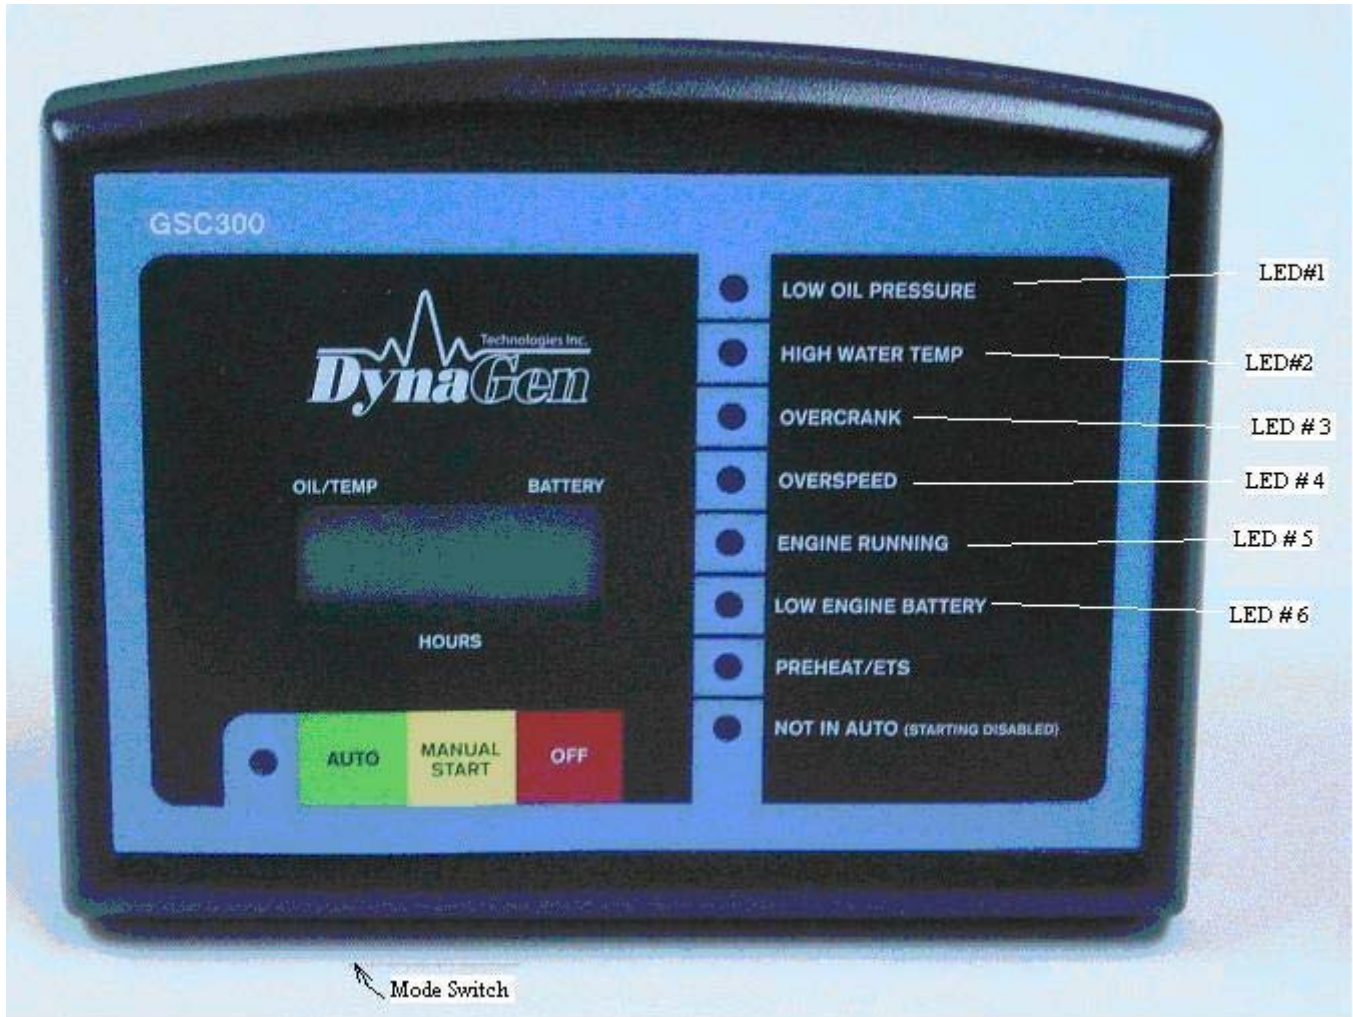 GSC300
Technologies Inc.
DynaGen
OIL/TEMP BATTERY
HOURS
AUTO
MANUAL
START
OFF
LOW OIL PRESSURE
HIGH WATER TEMP
OVERCRANK
OVERSPEED
ENGINE RUNNING
LOW ENGINE BATTERY
PREHEAT/ETS
NOT IN AUTO (STARTING DISABLED)
LED#1
LED#2
LED #3
LED #4
LED #5
LED #6
Mode Switch